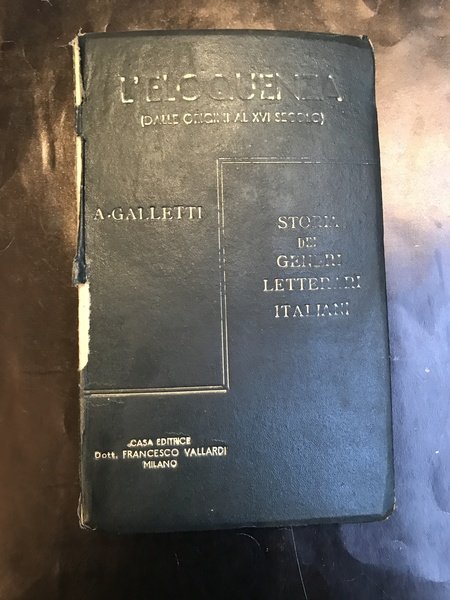 L'ELOQUENZA
(DALLE ORIGINI AL XVI SECOLO)
A·GALLETTI
STORIA
DEI
GENERI
LETTERARI
ITALIANI
CASA EDITRICE
Dott. FRANCESCO VALLARDI
MILANO